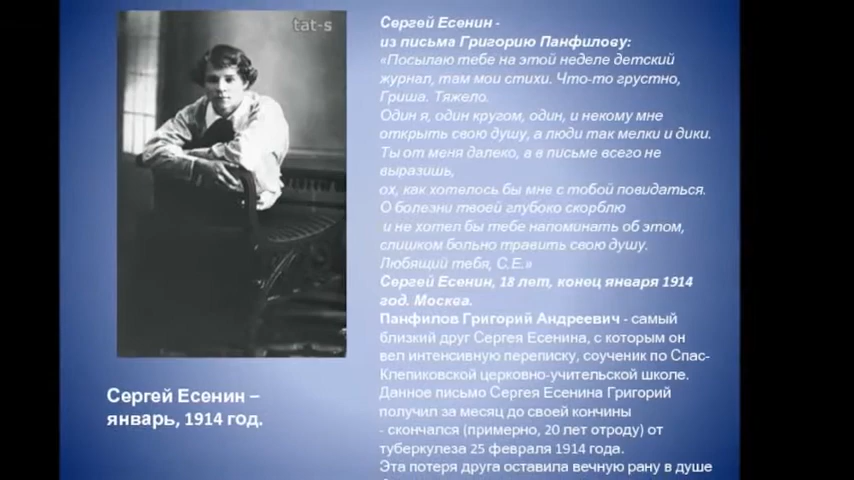 tat-s
Сергей Есенин -
из письма Григорию Панфилову:
«Посылаю тебе на этой неделе детский
журнал, там мои стихи. Что-то грустно,
Гриша. Тяжело.
Один я, один кругом, один, и некому мне
открыть свою душу, а люди так мелки и дики.
Ты от меня далеко, а в письме всего не
выразишь,
ох, как хотелось бы мне с тобой повидаться.
О болезни твоей глубоко скорблю
и не хотел бы тебе напоминать об этом,
слишком больно травить свою душу.
Любящий тебя, С.Е.»
Сергей Есенин, 18 лет, конец января 1914
год. Москва.
Панфилов Григорий Андреевич - самый
близкий друг Сергея Есенина, с которым он
вел интенсивную переписку, соученик по Спас-
Клепиковской церковно-учительской школе.
Данное письмо Сергея Есенина Григорий
получил за месяц до своей кончины
- скончался (примерно, 20 лет отроду) от
туберкулеза 25 февраля 1914 года.
Эта потеря друга оставила вечную рану в душе
Сергей Есенин –
январь, 1914 год.